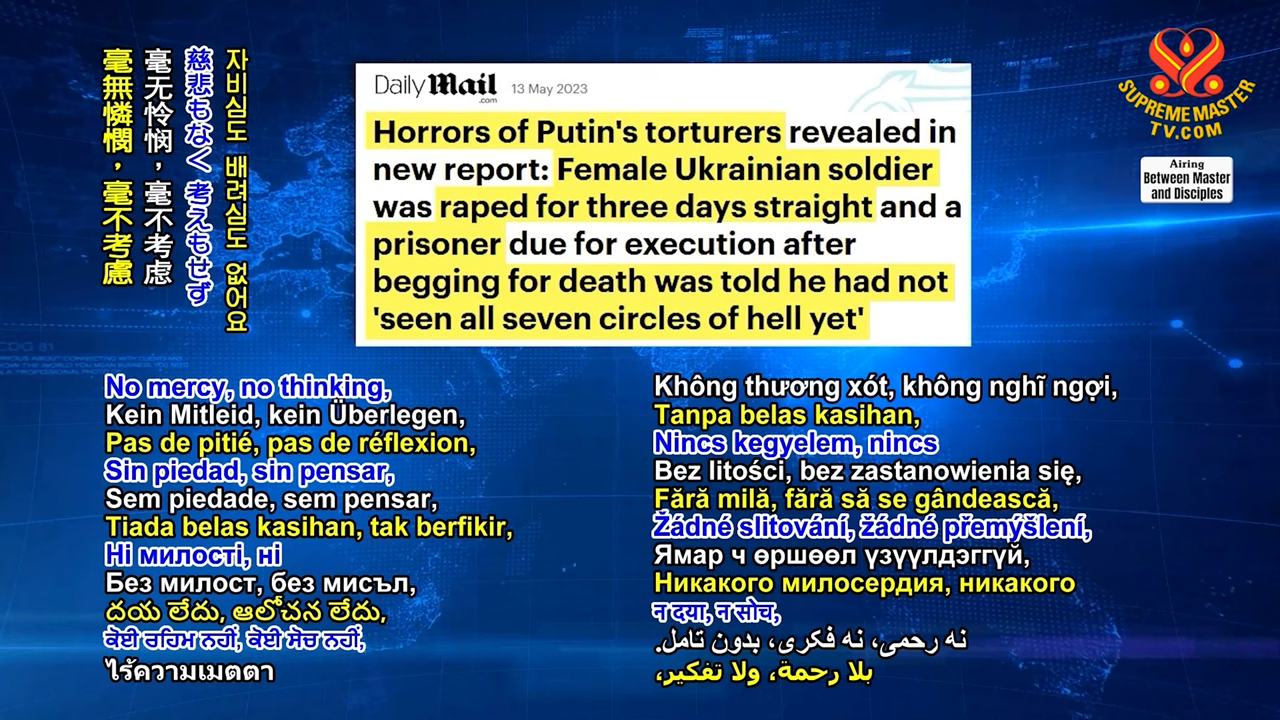 자비심도 배려심도 없어요
慈悲もなく 考えもせず
毫无怜悯，毫不考虑
毫無憐憫，毫不考慮
Daily Mail
.com
13 May 2023
Horrors of Putin's torturers revealed in
new report: Female Ukrainian soldier
was raped for three days straight and a
prisoner due for execution after
begging for death was told he had not
'seen all seven circles of hell yet'
SUPREME MASTER
TV.COM
Airing
Between Master
and Disciples
No mercy, no thinking,
Kein Mitleid, kein Überlegen,
Pas de pitié, pas de réflexion,
Sin piedad, sin pensar,
Sem piedade, sem pensar,
Tiada belas kasihan, tak berfikir,
Ні милості, ні
Без милост, без мисъл,
దయ లేదు, ఆలోచన లేదు,
ਕੋਈ ਰਹਿਮ ਨਹੀਂ, ਕੋਈ ਸੋਚ ਨਹੀਂ,
ไร้ความเมตตา
Không thương xót, không nghĩ ngợi,
Tanpa belas kasihan,
Nincs kegyelem, nincs
Bez litości, bez zastanowienia się,
Fără milă, fără să se gândească,
Žádné slitování, žádné přemýšlení,
Ямар ч өршөөл үзүүлдэггүй,
Никакого милосердия, никакого
न दया, न सोच,
نه رحمی، نه فکری، بدون تامل.
بلا رحمة، ولا تفكير،